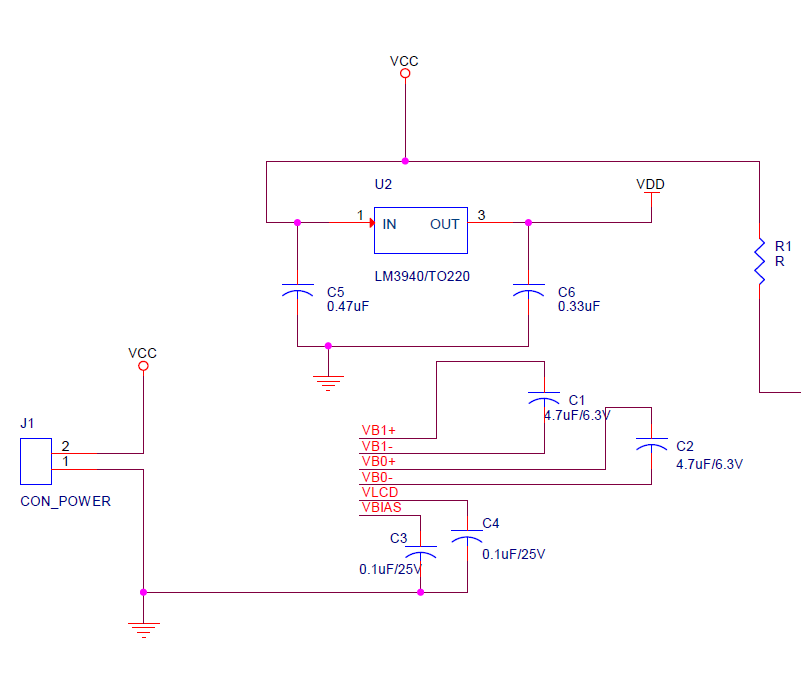 VCC
U2
VDD
1
IN
OUT
3
R1
R
LM3940/TO220
C5
0.47uF
C6
0.33uF
VCC
C1
4.7uF/6.3V
J1
VB1+
VB1-
2
1
VB0+
VB0-
C2
4.7uF/6.3V
CON_POWER
VLCD
VBIAS
C4
C3
0.1uF/25V
0.1uF/25V